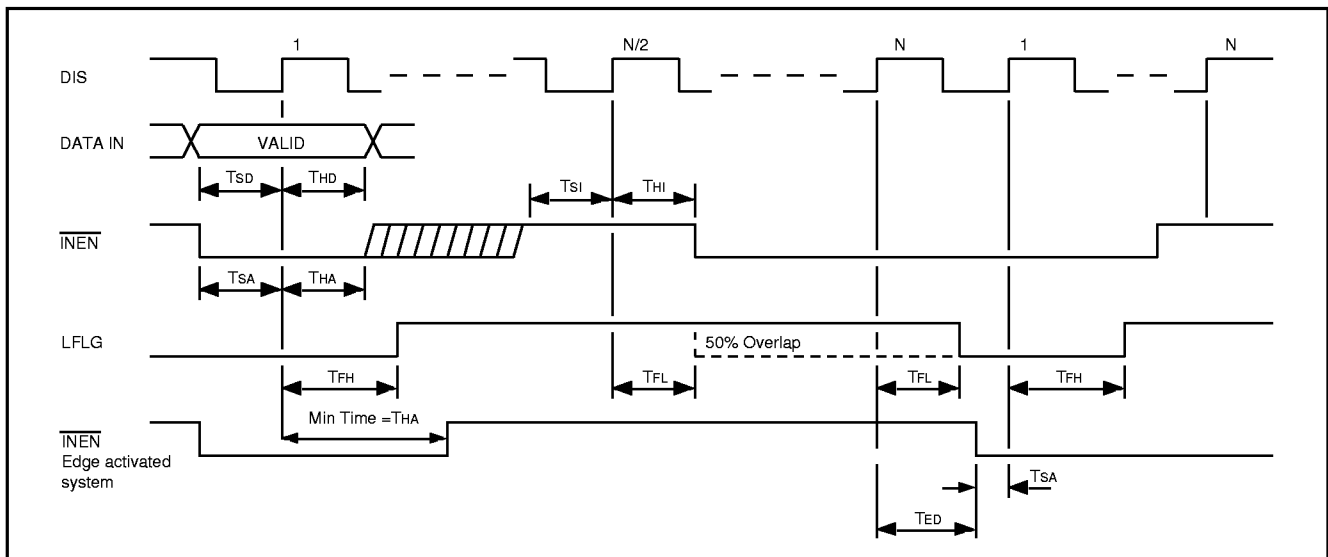 1 N/2 N 1 N
DIS
DATA IN VALID
TSD THD TSI THI
INEN
TSA THA
LFLG 50% Overlap
TFH TFL TFL TFH
Min Time =THA
INEN
Edge activated
system
TSA
TED